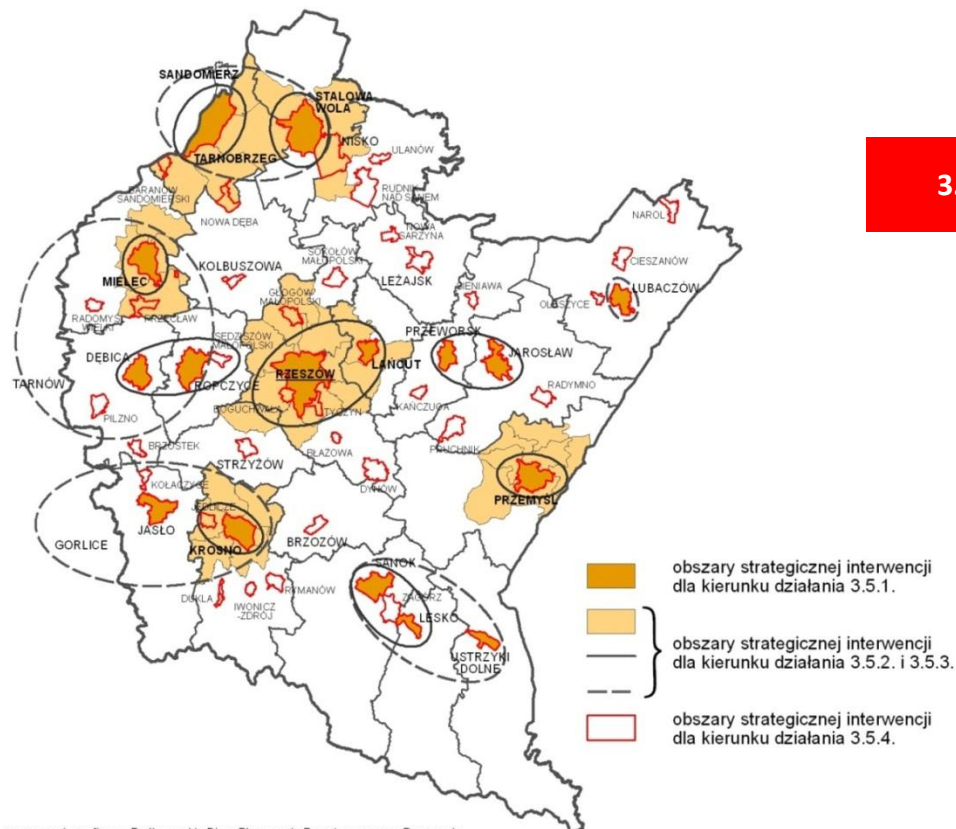 SANDOMIERZ
STALOWA
WOLA
NISKO
ULANÓW
TARNOBRZEG
RUDNIK
NAD SANEM
BARANÓW
SANDOMIERSKI
NOWA DĘBA
NAROL
NOWA
SARZYNA
CIESZANÓW
SOKOŁÓW
MAŁOPOLSKI
KOLBUSZOWA
LEŻAJSK
MIELEC
SIENIAWA
OLESZYCE
LUBACZÓW
GŁOGÓW
MAŁOPOLSKI
RADOMYŚL
WIELKI
PRZECŁAW
PRZEWORSK
SĘDZISZÓW
MAŁOPOLSKI
DĘBICA
JAROSŁAW
ŁAŃCUT
TARNÓW
ROPCZYCE
RZESZÓW
RADYMNO
KAŃCZUGA
BOGUCHWAŁA
TYCZYN
PILZNO
PRUCHNIK
BRZOSTEK
STRZYŻÓW
BŁAŻOWA
DYNÓW
KOŁACZYCE
PRZEMYŚL
JEDLICZE
JASŁO
GORLICE
KROSNO
BRZOZÓW
SANOK
DUKLA
IWONICZ
-ZDRÓJ
RYMANÓW
ZAGÓRZ
LESKO
USTRZYKI
DOLNE
3.
obszary strategicznej interwencji
dla kierunku działania 3.5.1.
obszary strategicznej interwencji
dla kierunku działania 3.5.2. i 3.5.3.
obszary strategicznej interwencji
dla kierunku działania 3.5.4.